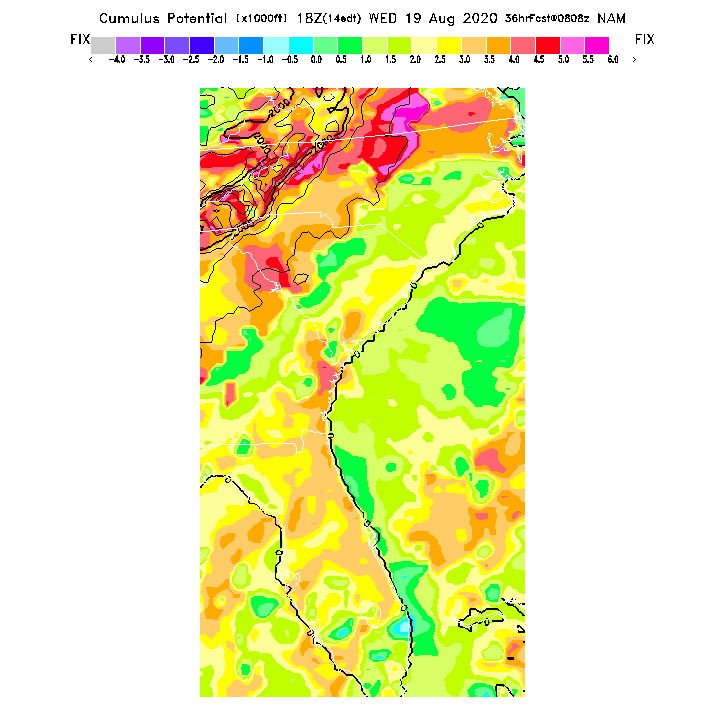 Cumulus Potential [x1000ft] 18Z(14edt) WED 19 Aug 2020 36hrFcst@0808z NAM
FIX FIX
< -4.0 -3.5 -3.0 -2.5 -2.0 -1.5 -1.0 -0.5 0.0 0.5 1.0 1.5 2.0 2.5 3.0 3.5 4.0 4.5 5.0 5.5 6.0 >
2000